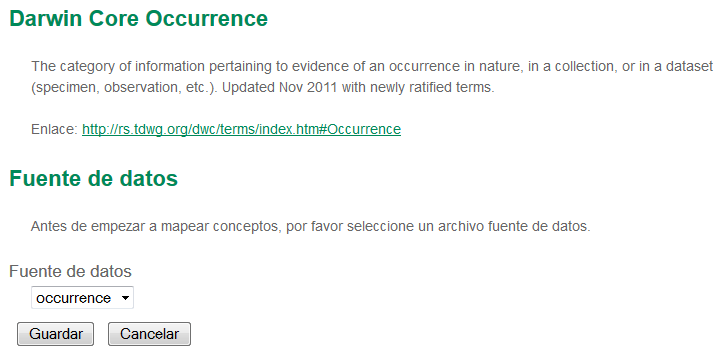 Darwin Core Occurrence
The category of information pertaining to evidence of an occurrence in nature, in a collection, or in a dataset
(specimen, observation, etc.). Updated Nov 2011 with newly ratified terms.
Enlace: http://rs.tdwg.org/dwc/terms/index.htm#Occurrence
Fuente de datos
Antes de empezar a mapear conceptos, por favor seleccione un archivo fuente de datos.
Fuente de datos
occurrence
Guardar Cancelar